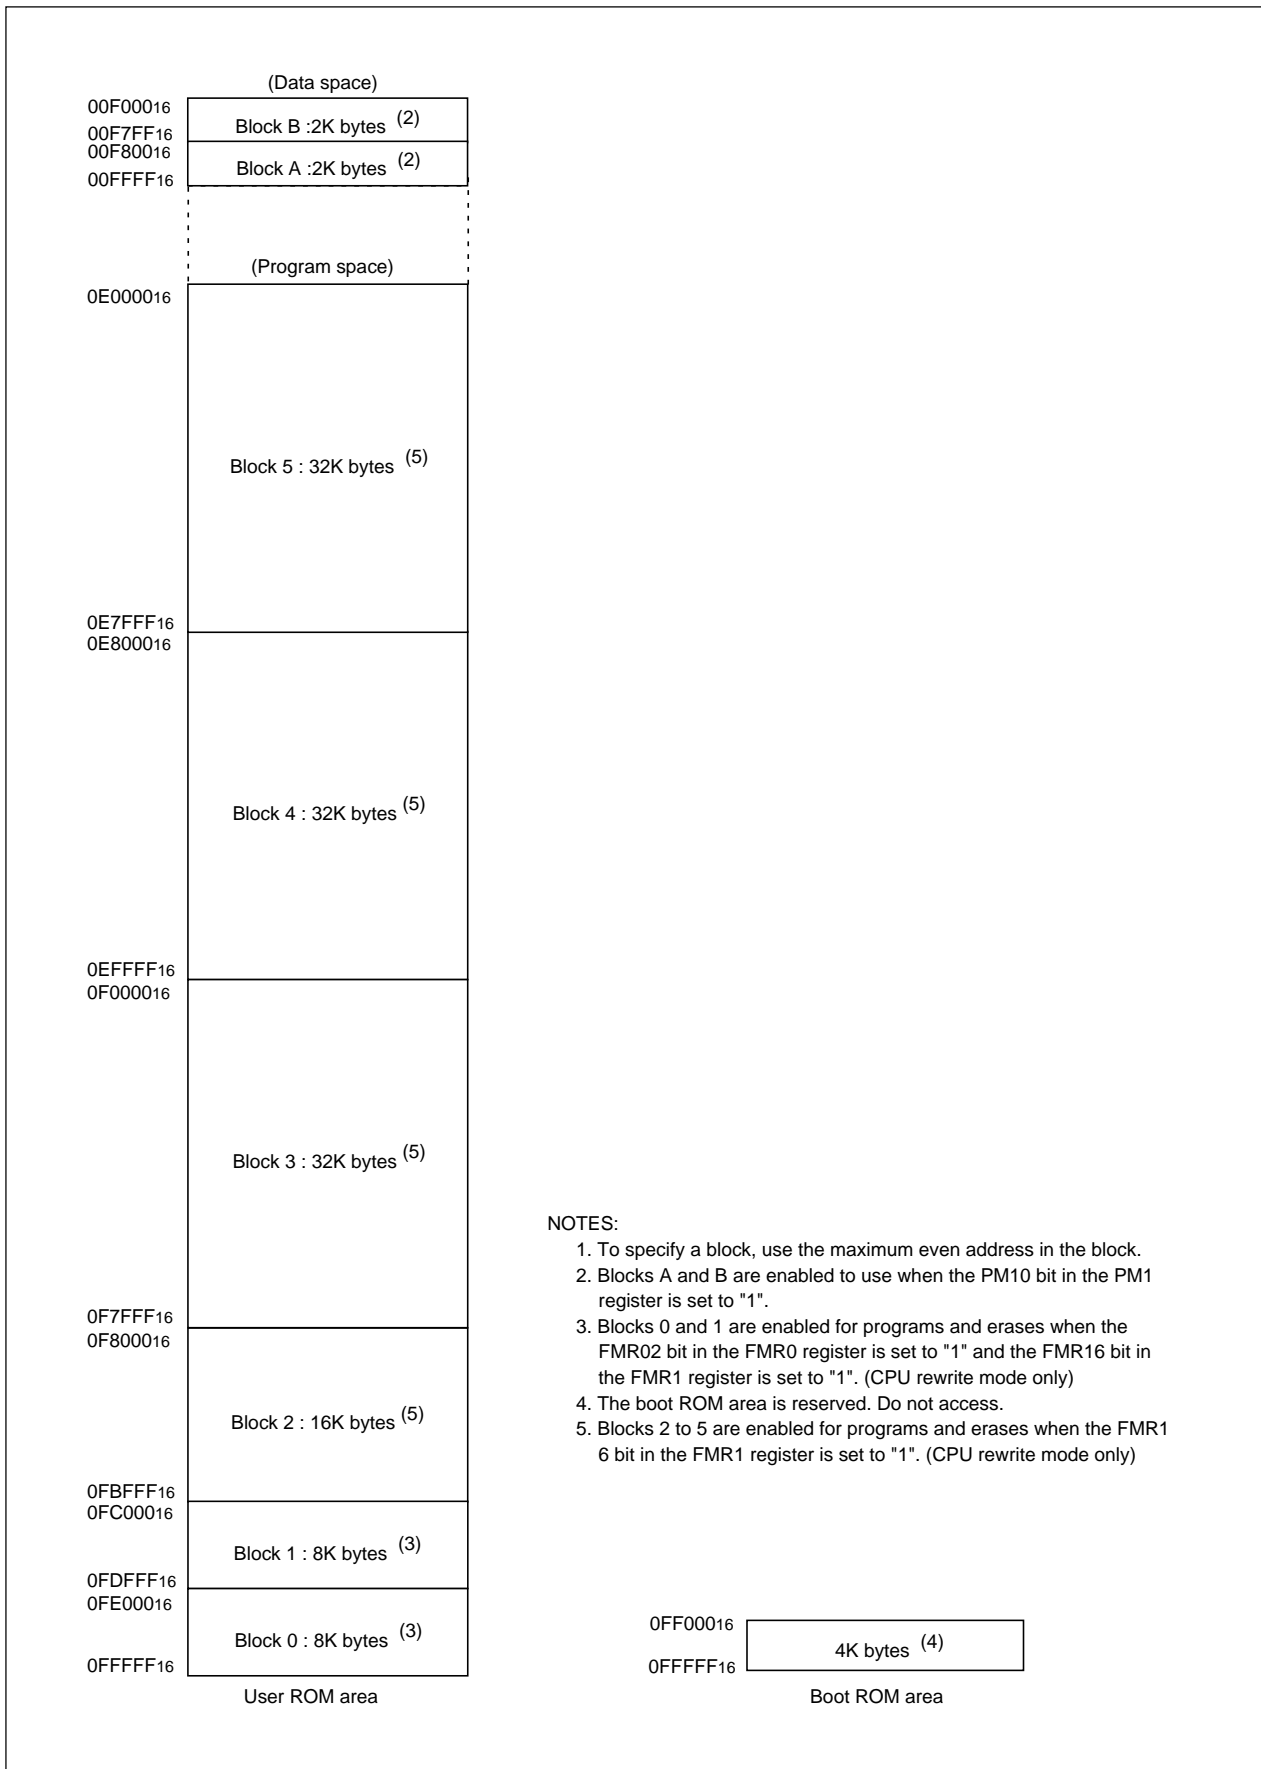 (Data space)
00F00016
Block B :2K bytes (2)
00F7FF16
00F80016
Block A :2K bytes (2)
00FFFF16
(Program space)
0E000016
Block 5 : 32K bytes (5)
0E7FFF16
0E800016
Block 4 : 32K bytes (5)
0EFFFF16
0F000016
Block 3 : 32K bytes (5)
0F7FFF16
0F800016
Block 2 : 16K bytes (5)
0FBFFF16
0FC00016
Block 1 : 8K bytes (3)
0FDFFF16
0FE00016
Block 0 : 8K bytes (3)
0FFFFF16
User ROM area
NOTES:
1. To specify a block, use the maximum even address in the block.
2. Blocks A and B are enabled to use when the PM10 bit in the PM1
register is set to "1".
3. Blocks 0 and 1 are enabled for programs and erases when the
FMR02 bit in the FMR0 register is set to "1" and the FMR16 bit in
the FMR1 register is set to "1". (CPU rewrite mode only)
4. The boot ROM area is reserved. Do not access.
5. Blocks 2 to 5 are enabled for programs and erases when the FMR1
6 bit in the FMR1 register is set to "1". (CPU rewrite mode only)
0FF00016
4K bytes (4)
0FFFFF16
Boot ROM area